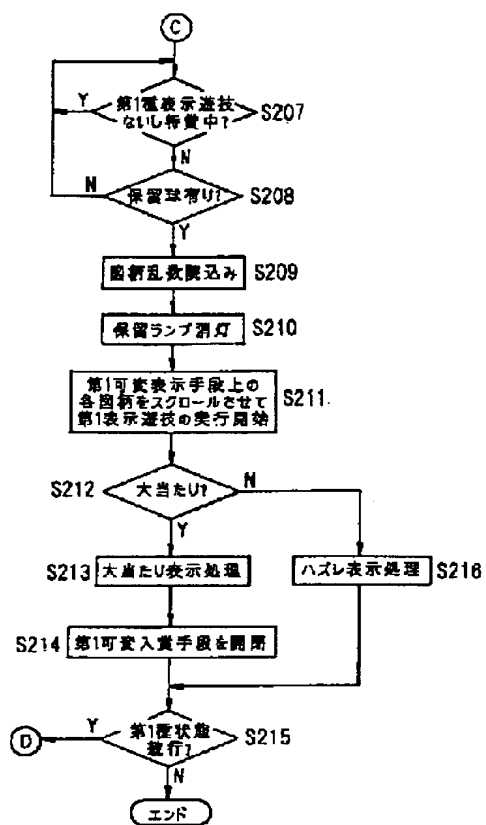 C
Y
第1種表示遊技
ないし特賞中?
S207
N
N
保留球有り?
S208
Y
図柄乱数読込み
S209
保留ランプ消灯
S210
第1可変表示手段上の
各図柄をスクロールさせて
第1表示遊技の実行開始
S211
S212
大当たり?
N
Y
S213
大当たり表示処理
ハズレ表示処理
S216
S214
第1可変入賞手段を開閉
D
Y
第1種状態
S215
N
エンド